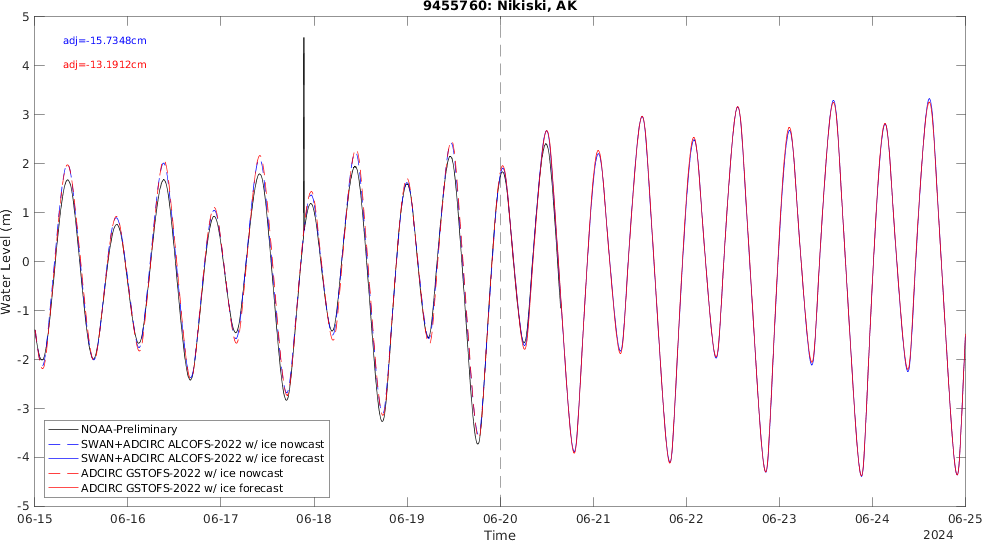 9455760: Nikiski, AK
adj=-15.7348cm
adj=-13.1912cm
Water Level (m)
5
4
3
2
1
0
-1
-2
-3
-4
-5
NOAA-Preliminary
SWAN+ADCIRC ALCOFS-2022 w/ ice nowcast
SWAN+ADCIRC ALCOFS-2022 w/ ice forecast
ADCIRC GSTOFS-2022 w/ ice nowcast
ADCIRC GSTOFS-2022 w/ ice forecast
06-15 06-16 06-17 06-18 06-19 06-20 06-21 06-22 06-23 06-24 06-25
Time
2024